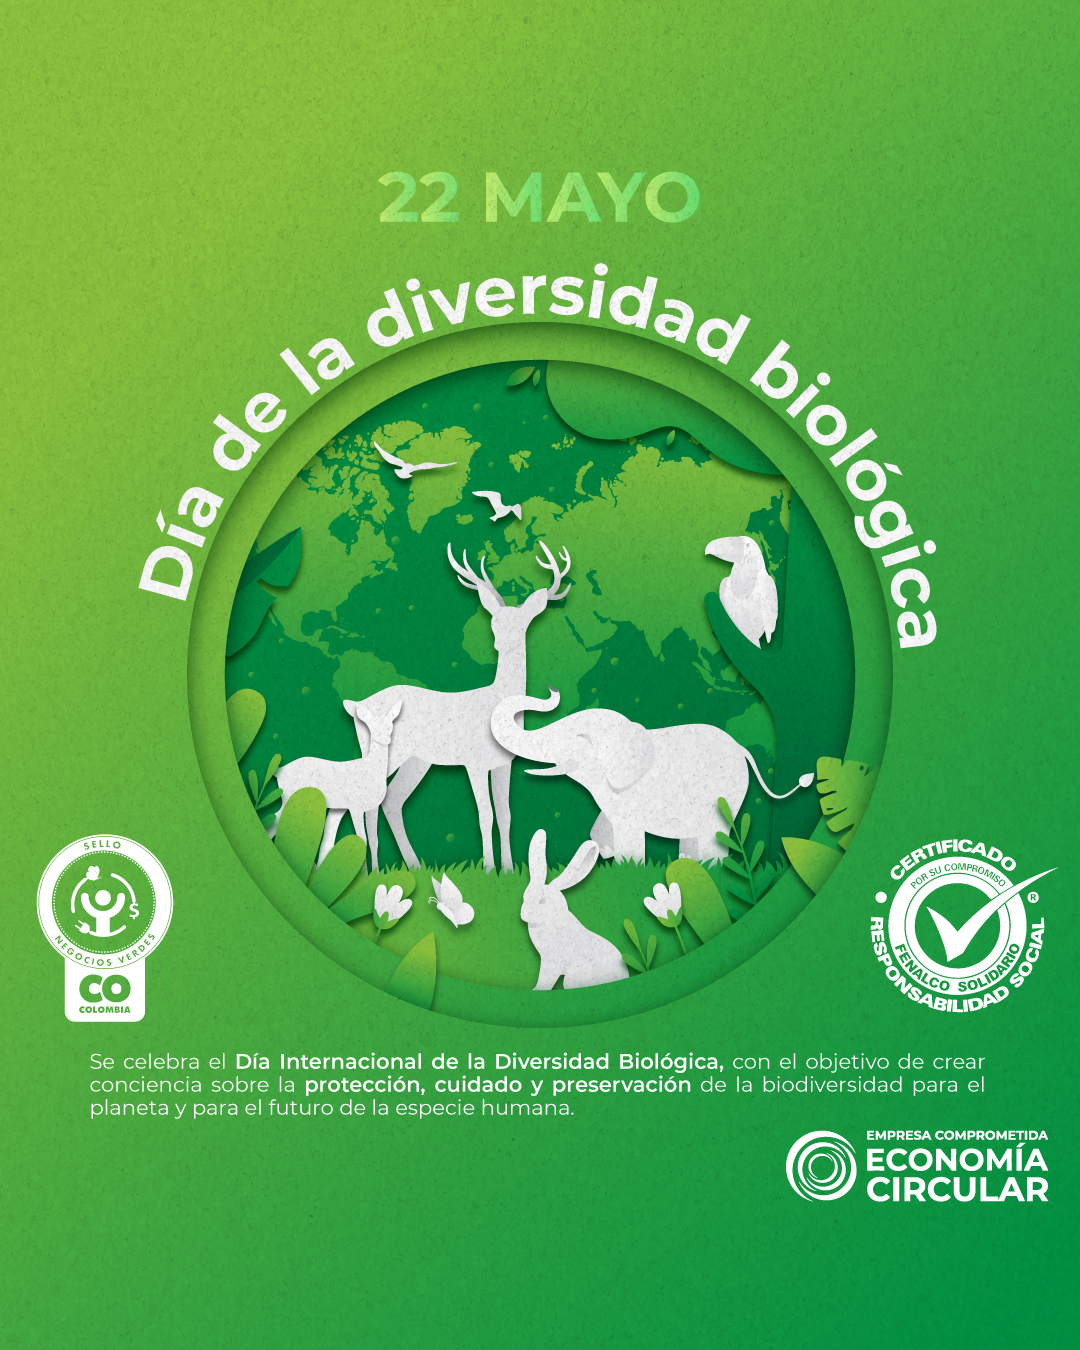 22 MAYO
Día de la diversidad biológica
SELLO
NEGOCIOS VERDES
$
CO
COLOMBIA
CERTIFICADO
POR SU COMPROMISO
®
FENALCO SOLIDARIO
RESPONSABILIDAD SOCIAL
Se celebra el Día Internacional de la Diversidad Biológica, con el objetivo de crear
conciencia sobre la protección, cuidado y preservación de la biodiversidad para el
planeta y para el futuro de la especie humana.
EMPRESA COMPROMETIDA
ECONOMÍA
CIRCULAR